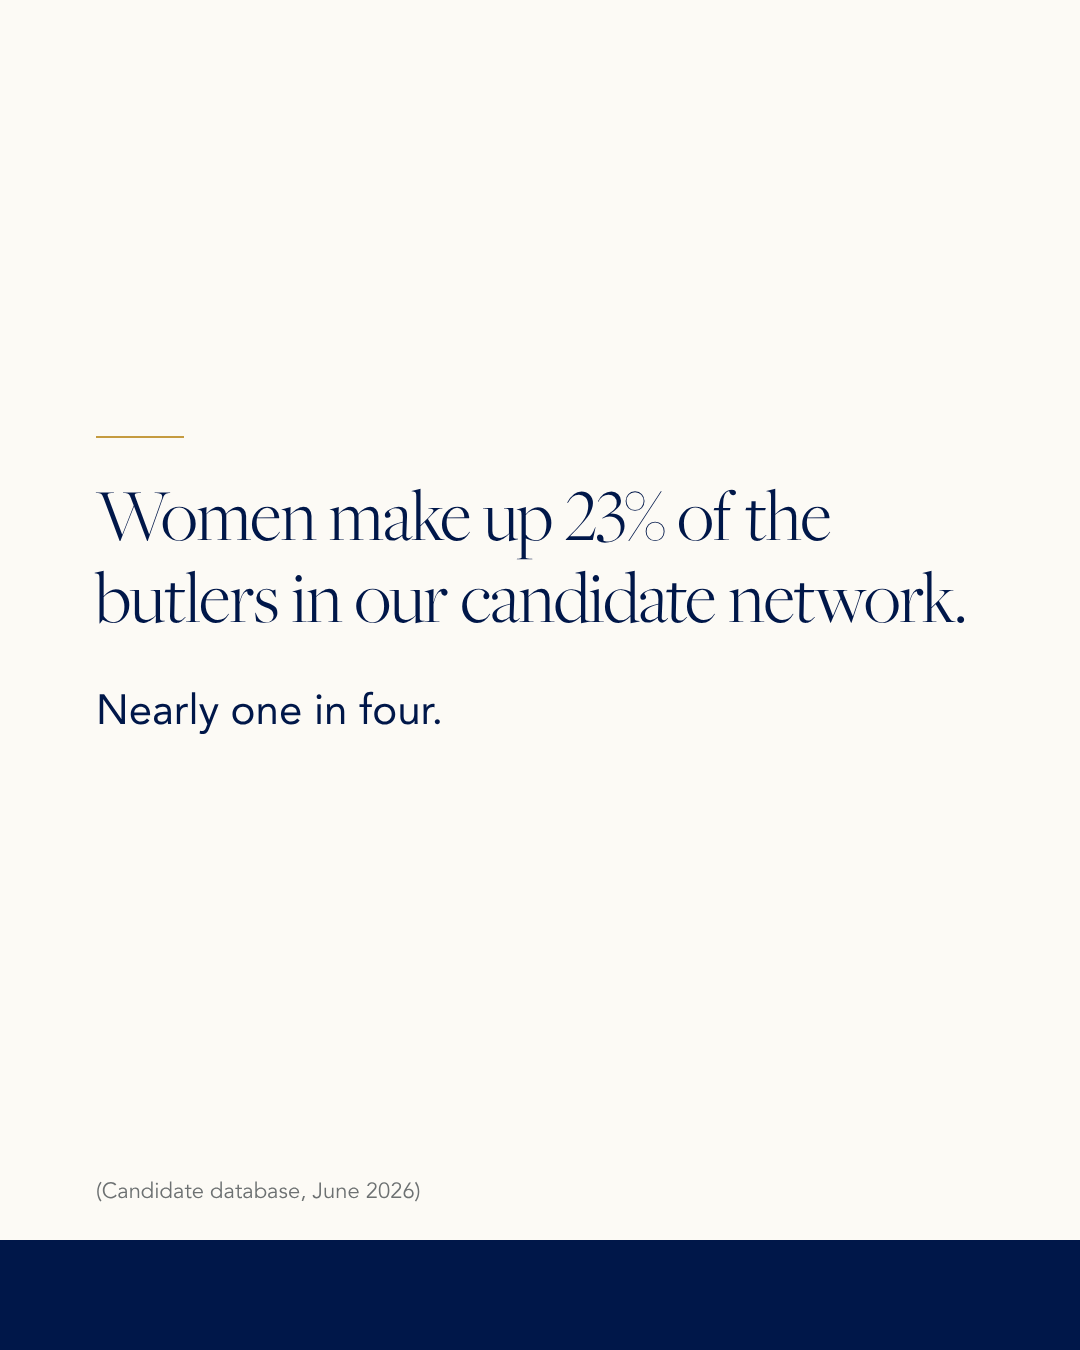 Women make up 23% of the
butlers in our candidate network.
Nearly one in four.
(Candidate database, June 2026)